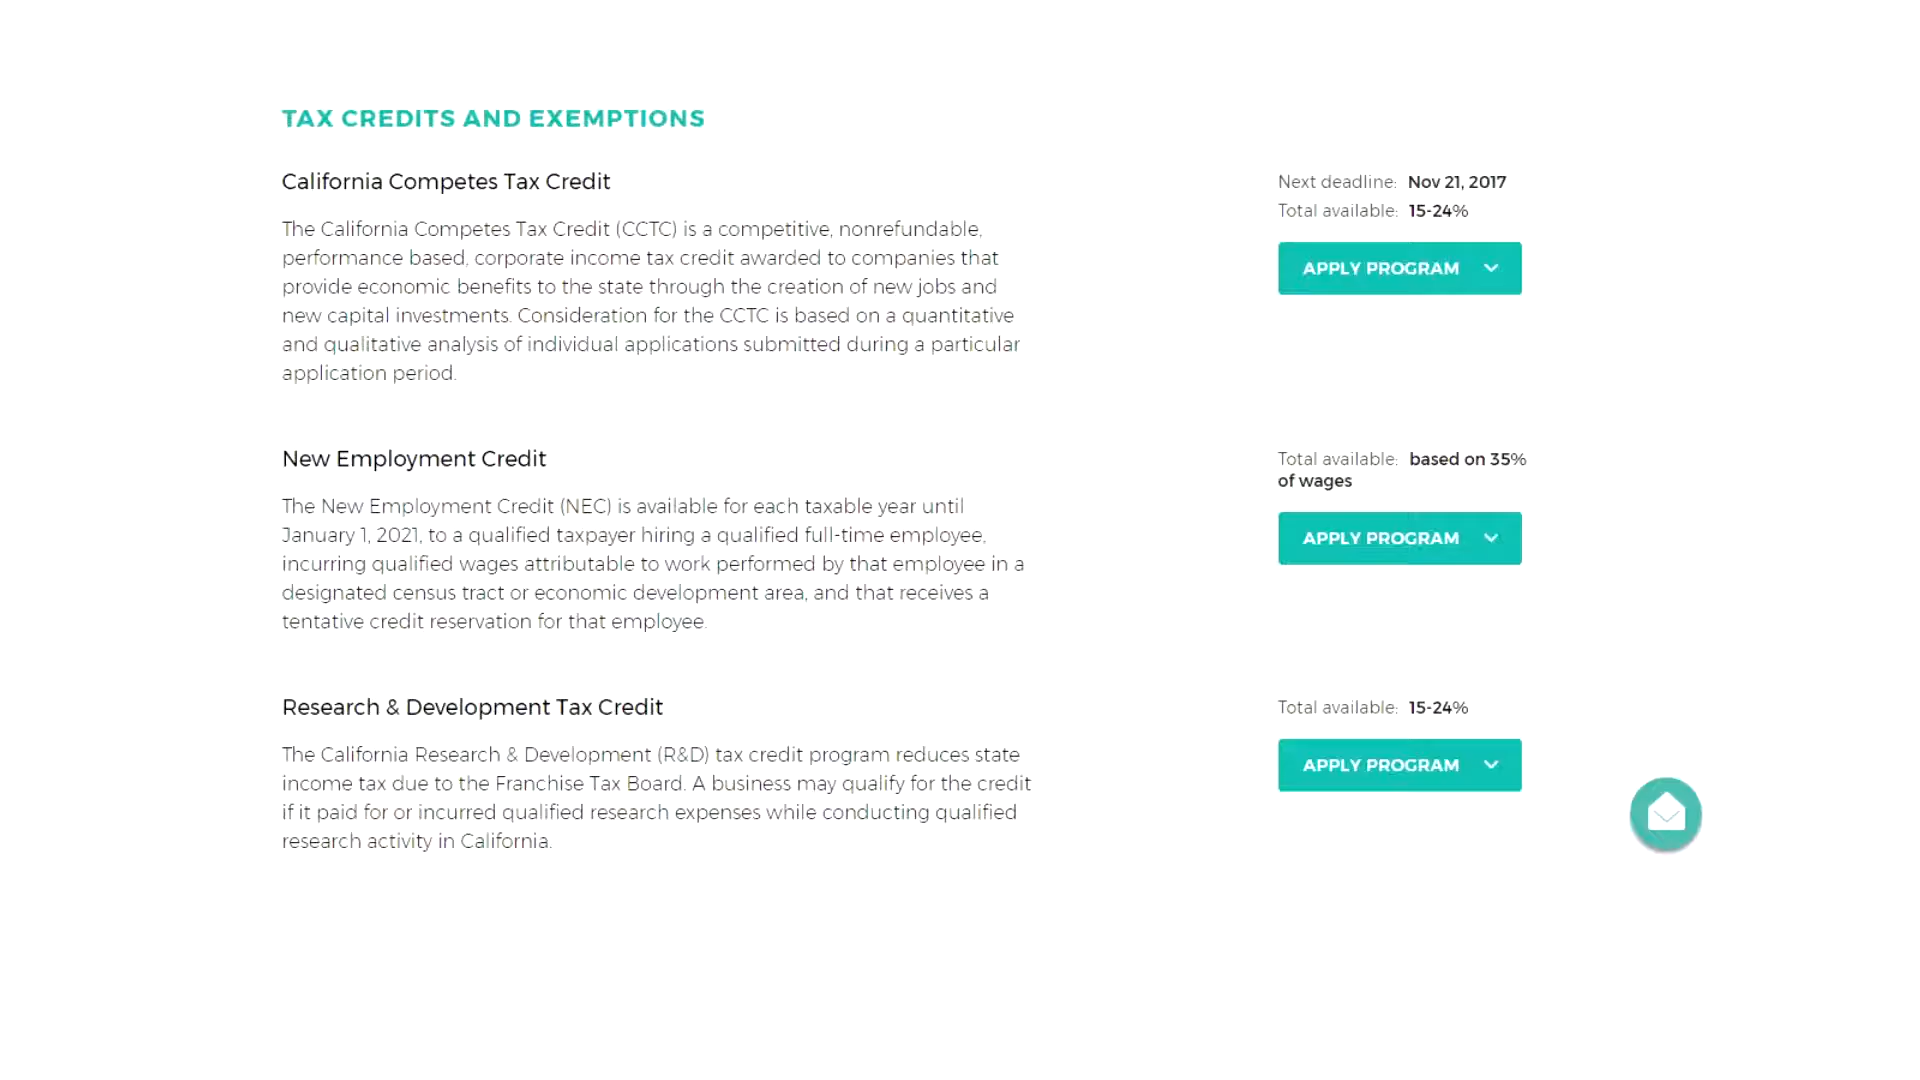 TAX CREDITS AND EXEMPTIONS
California Competes Tax Credit
The California Competes Tax Credit (CCTC) is a competitive, nonrefundable,
performance based, corporate income tax credit awarded to companies that
provide economic benefits to the state through the creation of new jobs and
new capital investments. Consideration for the CCTC is based on a quantitative
and qualitative analysis of individual applications submitted during a particular
application period.
Next deadline: Nov 21, 2017
Total available: 15-24%
APPLY PROGRAM
New Employment Credit
The New Employment Credit (NEC) is available for each taxable year until
January 1, 2021, to a qualified taxpayer hiring a qualified full-time employee,
incurring qualified wages attributable to work performed by that employee in a
designated census tract or economic development area, and that receives a
tentative credit reservation for that employee.
Total available: based on 35%
of wages
APPLY PROGRAM
Research & Development Tax Credit
The California Research & Development (R&D) tax credit program reduces state
income tax due to the Franchise Tax Board. A business may qualify for the credit
if it paid for or incurred qualified research expenses while conducting qualified
research activity in California.
Total available: 15-24%
APPLY PROGRAM